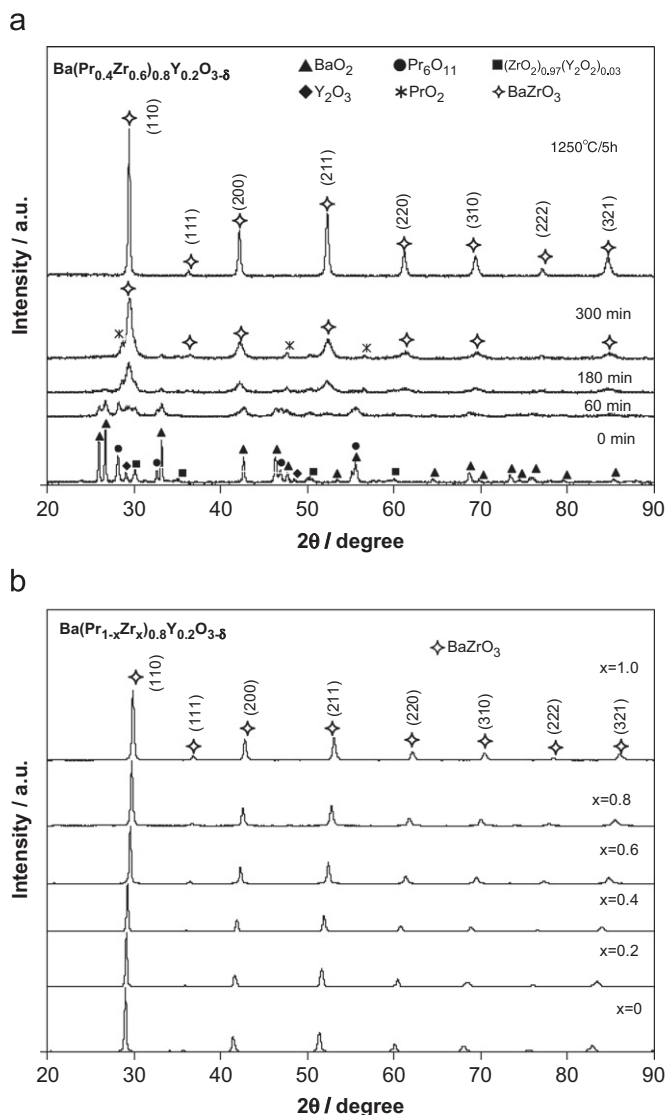 a
Ba(Pr0.4Zr0.6)0.8Y0.2O3-δ
▲BaO2 ●Pr6O11 ■(ZrO2)0.97(Y2O2)0.03
◆Y2O3 PrO2 BaZrO3
1250°C/5h
(110)
(111)
(200)
(211)
(220)
(310)
(222)
(321)
300 min
180 min
60 min
0 min
Intensity / a.u.
20 30 40 50 60 70 80 90
2θ / degree
b
Ba(Pr1-xZrx)0.8Y0.2O3-δ
BaZrO3
x=1.0
(110)
(111)
(200)
(211)
(220)
(310)
(222)
(321)
x=0.8
x=0.6
x=0.4
x=0.2
x=0
Intensity / a.u.
20 30 40 50 60 70 80 90
2θ / degree